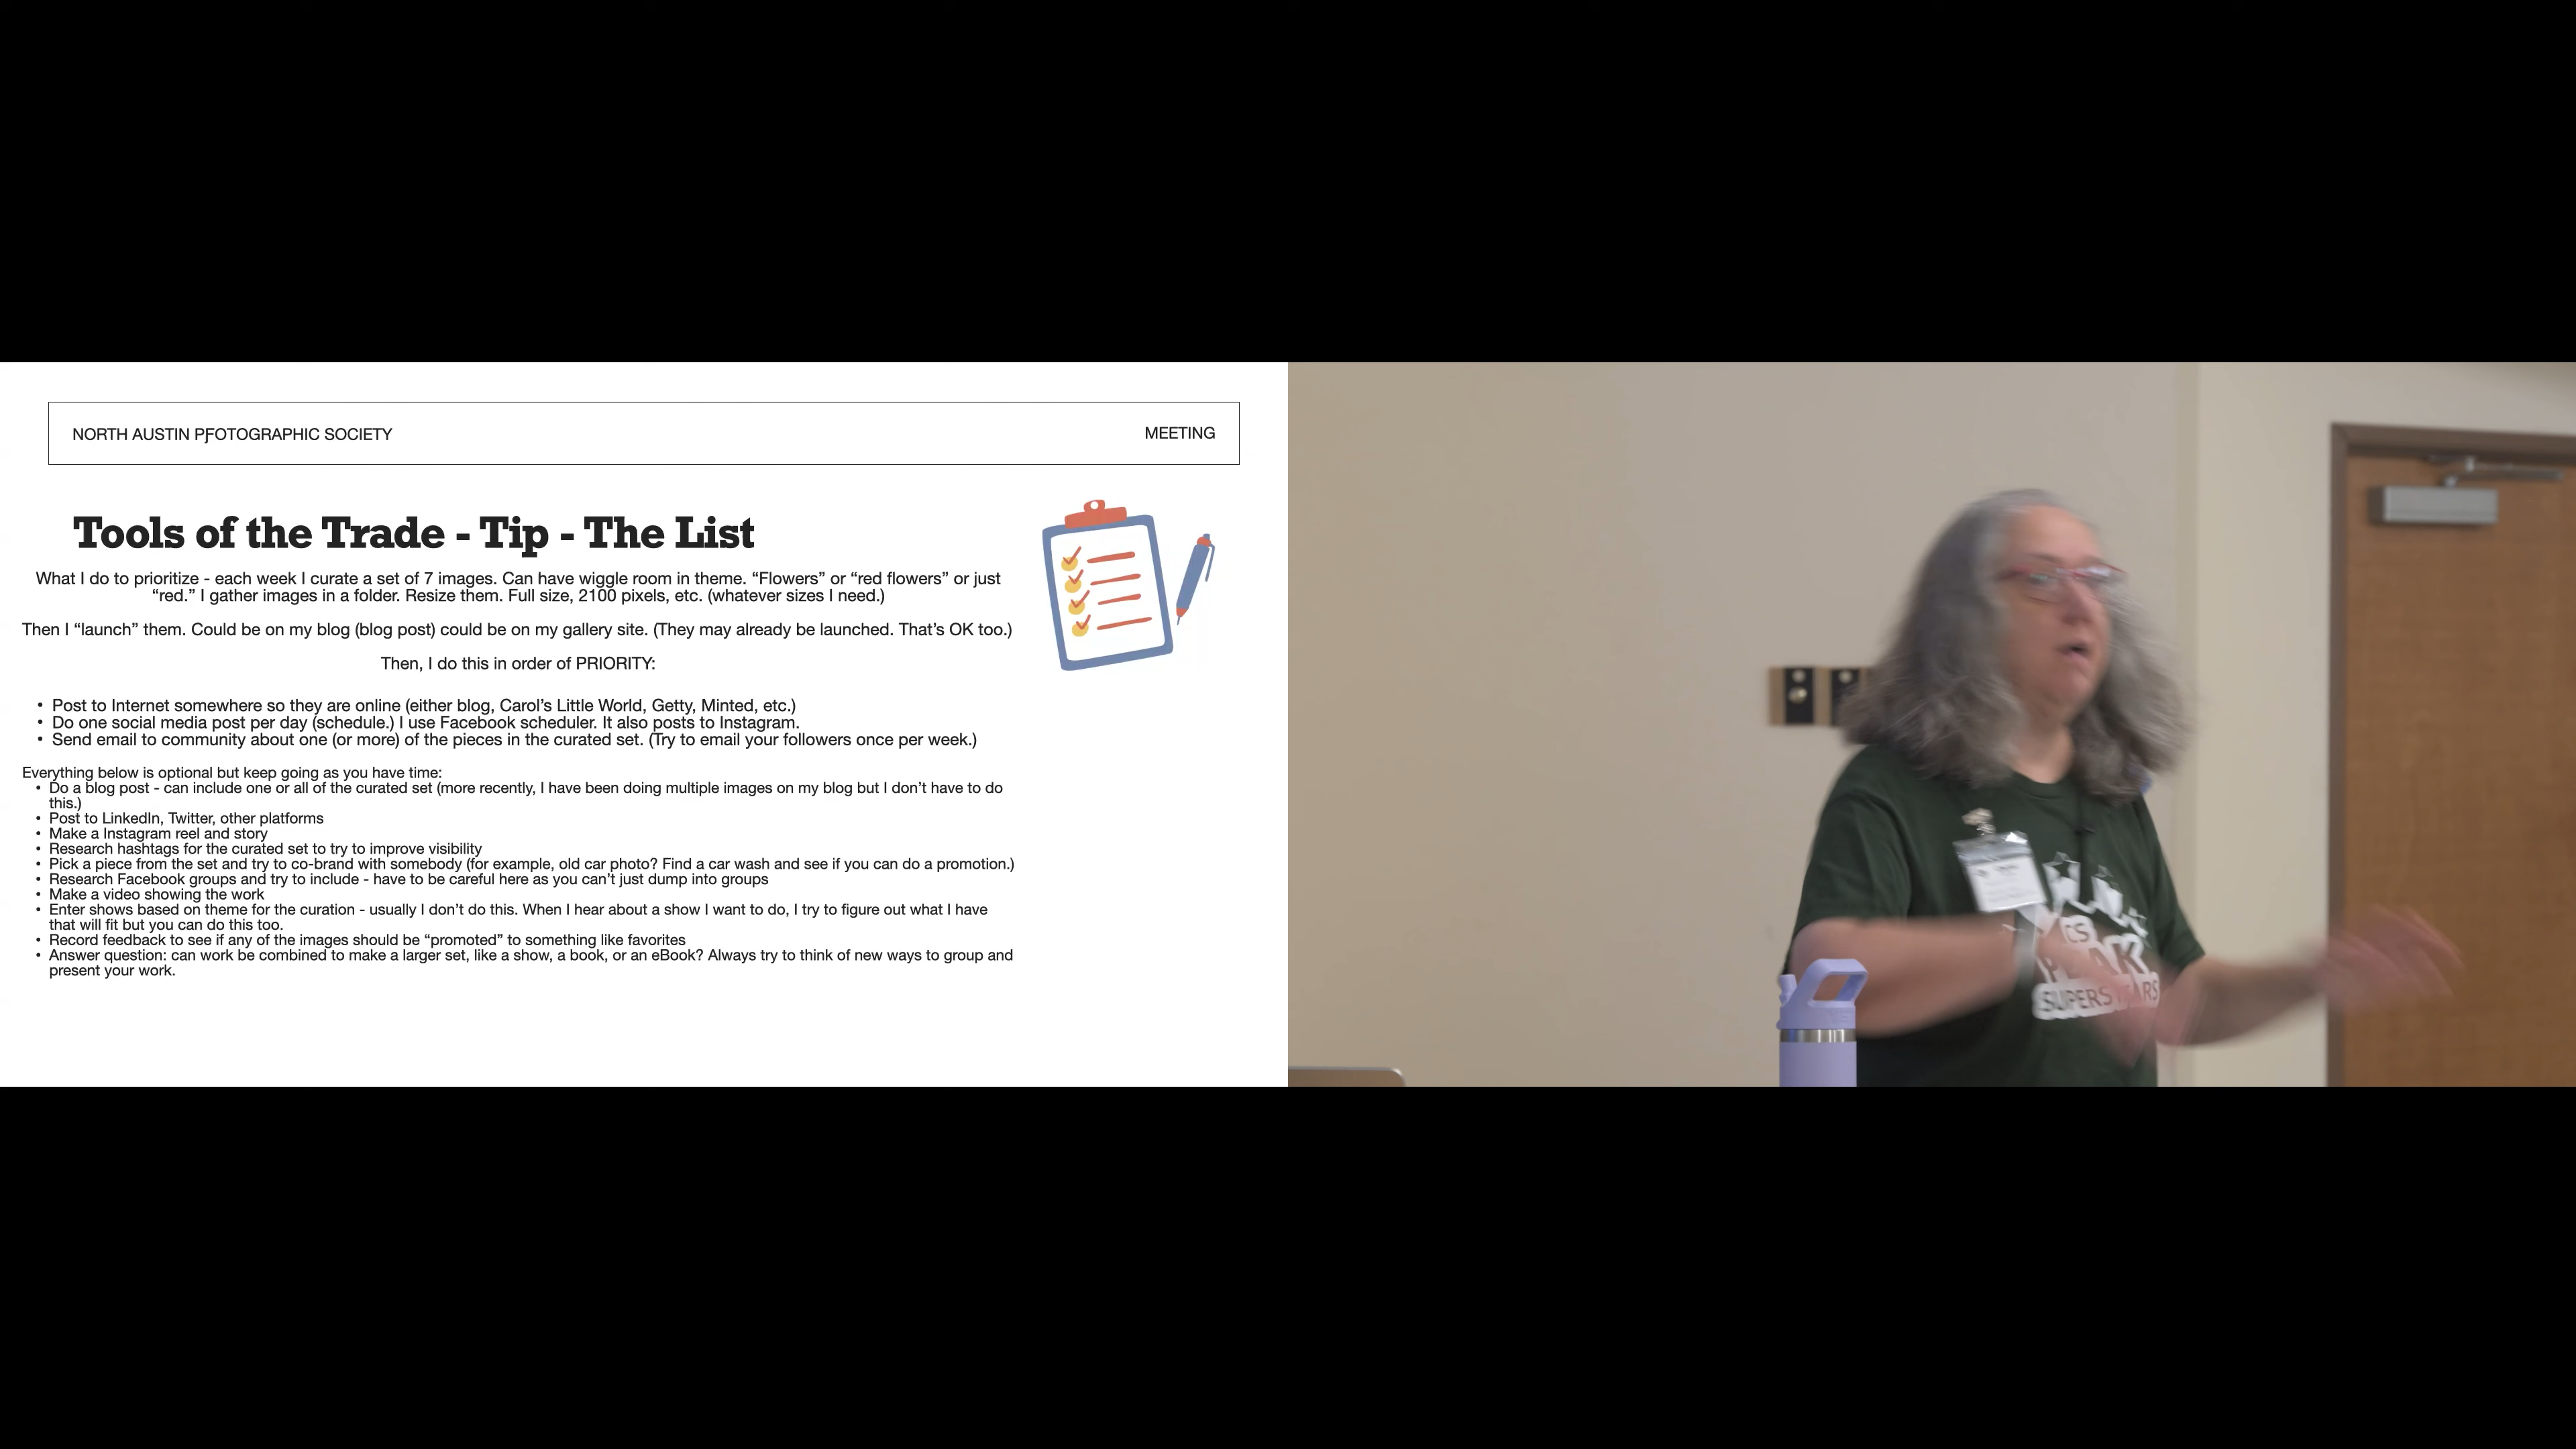 NORTH AUSTIN PƒOTOGRAPHIC SOCIETY
MEETING
Tools of the Trade - Tip - The List
What I do to prioritize - each week I curate a set of 7 images. Can have wiggle room in theme. “Flowers” or “red flowers” or just
“red.” I gather images in a folder. Resize them. Full size, 2100 pixels, etc. (whatever sizes I need.)
Then I “launch” them. Could be on my blog (blog post) could be on my gallery site. (They may already be launched. That’s OK too.)
Then, I do this in order of PRIORITY:
• Post to Internet somewhere so they are online (either blog, Carol’s Little World, Getty, Minted, etc.)
• Do one social media post per day (schedule.) I use Facebook scheduler. It also posts to Instagram.
• Send email to community about one (or more) of the pieces in the curated set. (Try to email your followers once per week.)
Everything below is optional but keep going as you have time:
• Do a blog post - can include one or all of the curated set (more recently, I have been doing multiple images on my blog but I don’t have to do
this.)
• Post to LinkedIn, Twitter, other platforms
• Make a Instagram reel and story
• Research hashtags for the curated set to try to improve visibility
• Pick a piece from the set and try to co-brand with somebody (for example, old car photo? Find a car wash and see if you can do a promotion.)
• Research Facebook groups and try to include - have to be careful here as you can’t just dump into groups
• Make a video showing the work
• Enter shows based on theme for the curation - usually I don’t do this. When I hear about a show I want to do, I try to figure out what I have
that will fit but you can do this too.
• Record feedback to see if any of the images should be “promoted” to something like favorites
• Answer question: can work be combined to make a larger set, like a show, a book, or an eBook? Always try to think of new ways to group and
present your work.
CS
PEAK
SUPERSTARS